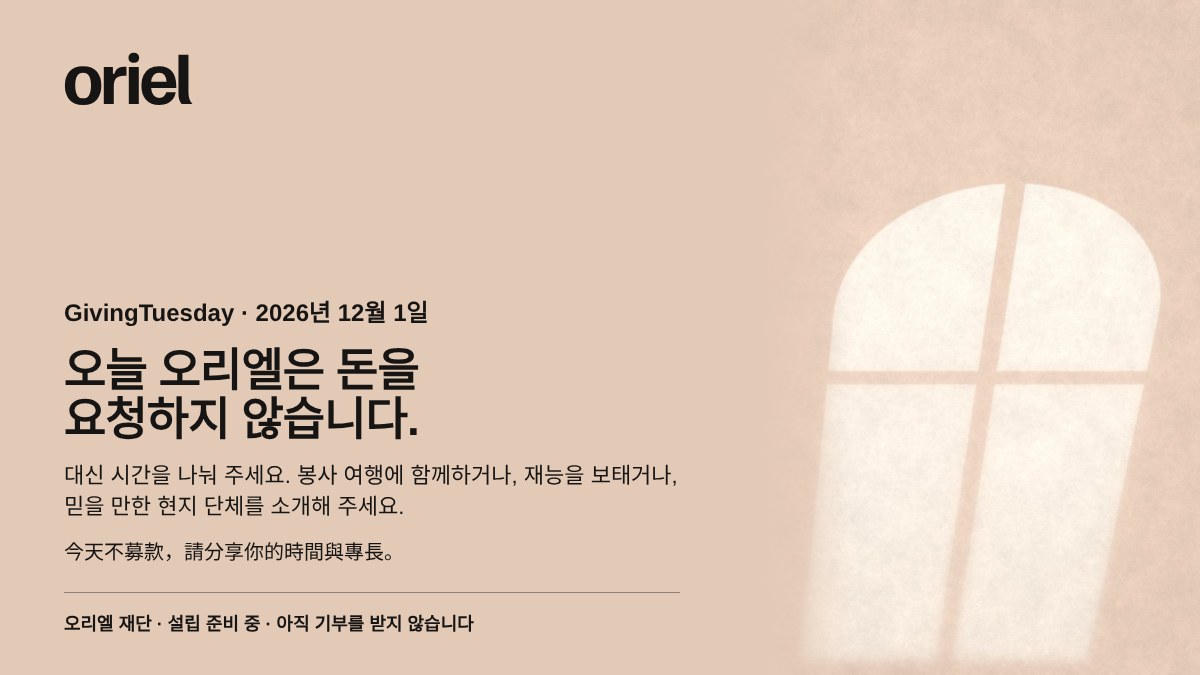 oriel
GivingTuesday · 2026년 12월 1일
오늘 오리엘은 돈을
요청하지 않습니다.
대신 시간을 나눠 주세요. 봉사 여행에 함께하거나, 재능을 보태거나,
믿을 만한 현지 단체를 소개해 주세요.
今天不募款，請分享你的時間與專長。
오리엘 재단 · 설립 준비 중 · 아직 기부를 받지 않습니다